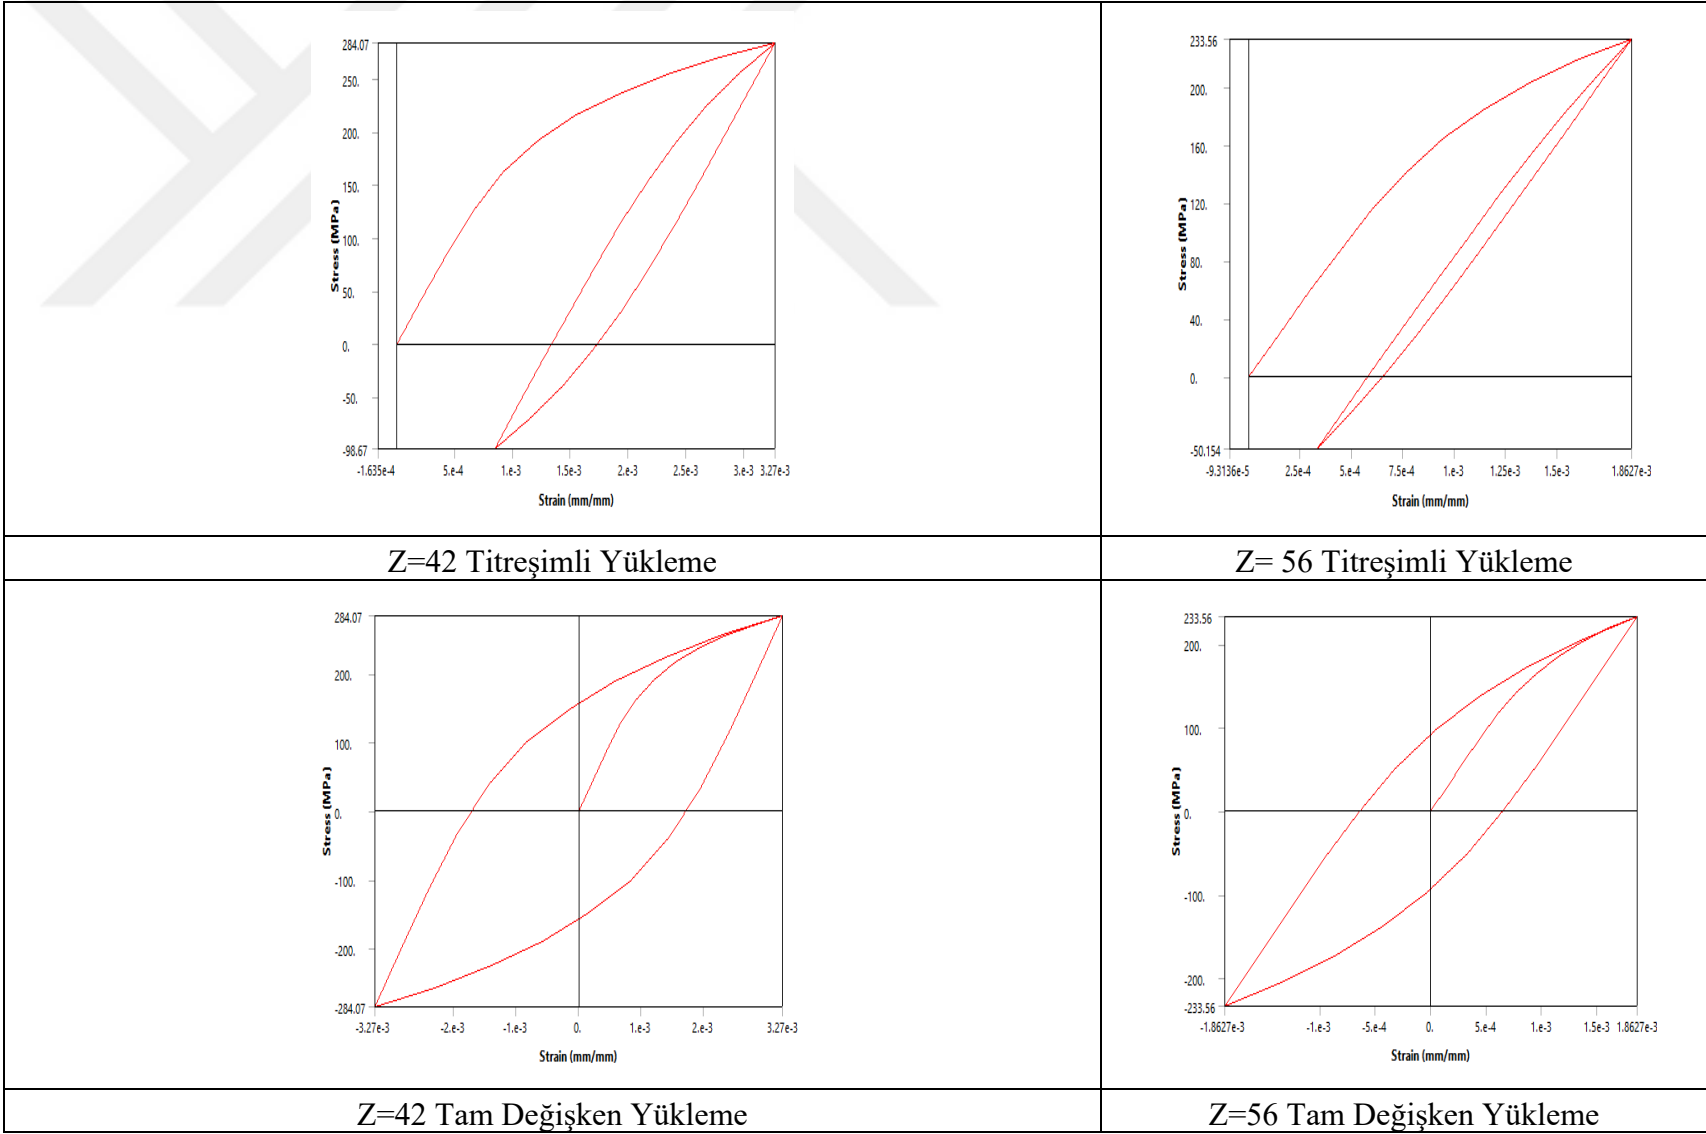 284.07
250.
200.
150.
100.
50.
0.
-50.
-98.67
Stress (MPa)
-1.635e-4 5.e-4 1.e-3 1.5e-3 2.e-3 2.5e-3 3.e-3 3.27e-3
Strain (mm/mm)
233.56
200.
160.
120.
80.
40.
0.
-50.154
Stress (MPa)
-9.3136e-5 2.5e-4 5.e-4 7.5e-4 1.e-3 1.25e-3 1.5e-3 1.8627e-3
Strain (mm/mm)
Z=42 Titreşimli Yükleme
Z= 56 Titreşimli Yükleme
284.07
200.
100.
0.
-100.
-200.
-284.07
Stress (MPa)
-3.27e-3 -2.e-3 -1.e-3 0. 1.e-3 2.e-3 3.27e-3
Strain (mm/mm)
233.56
200.
100.
0.
-100.
-200.
-233.56
Stress (MPa)
-1.8627e-3 -1.e-3 -5.e-4 0. 5.e-4 1.e-3 1.5e-3 1.8627e-3
Strain (mm/mm)
Z=42 Tam Değişken Yükleme
Z=56 Tam Değişken Yükleme